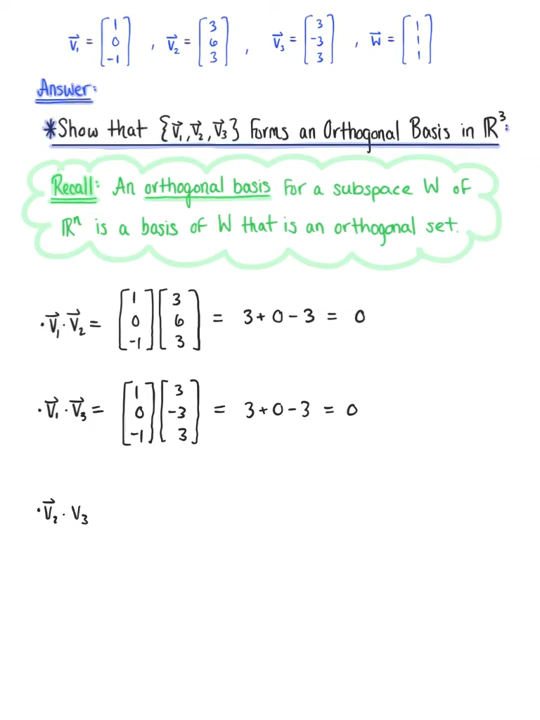 V₁ = [1 0 -1] , V₂ = [3 6 3] , V₃ = [3 -3 3] , W = [1 1 1]
Answer:
*Show that {V₁, V₂, V₃} Forms an Orthogonal Basis in ℝ³:
Recall: An orthogonal basis For a subspace W of
ℝⁿ is a basis of W that is an orthogonal set.
· V₁ · V₂ = [1 0 -1] [3 6 3] = 3 + 0 - 3 = 0
· V₁ · V₃ = [1 0 -1] [3 -3 3] = 3 + 0 - 3 = 0
· V₂ · V₃